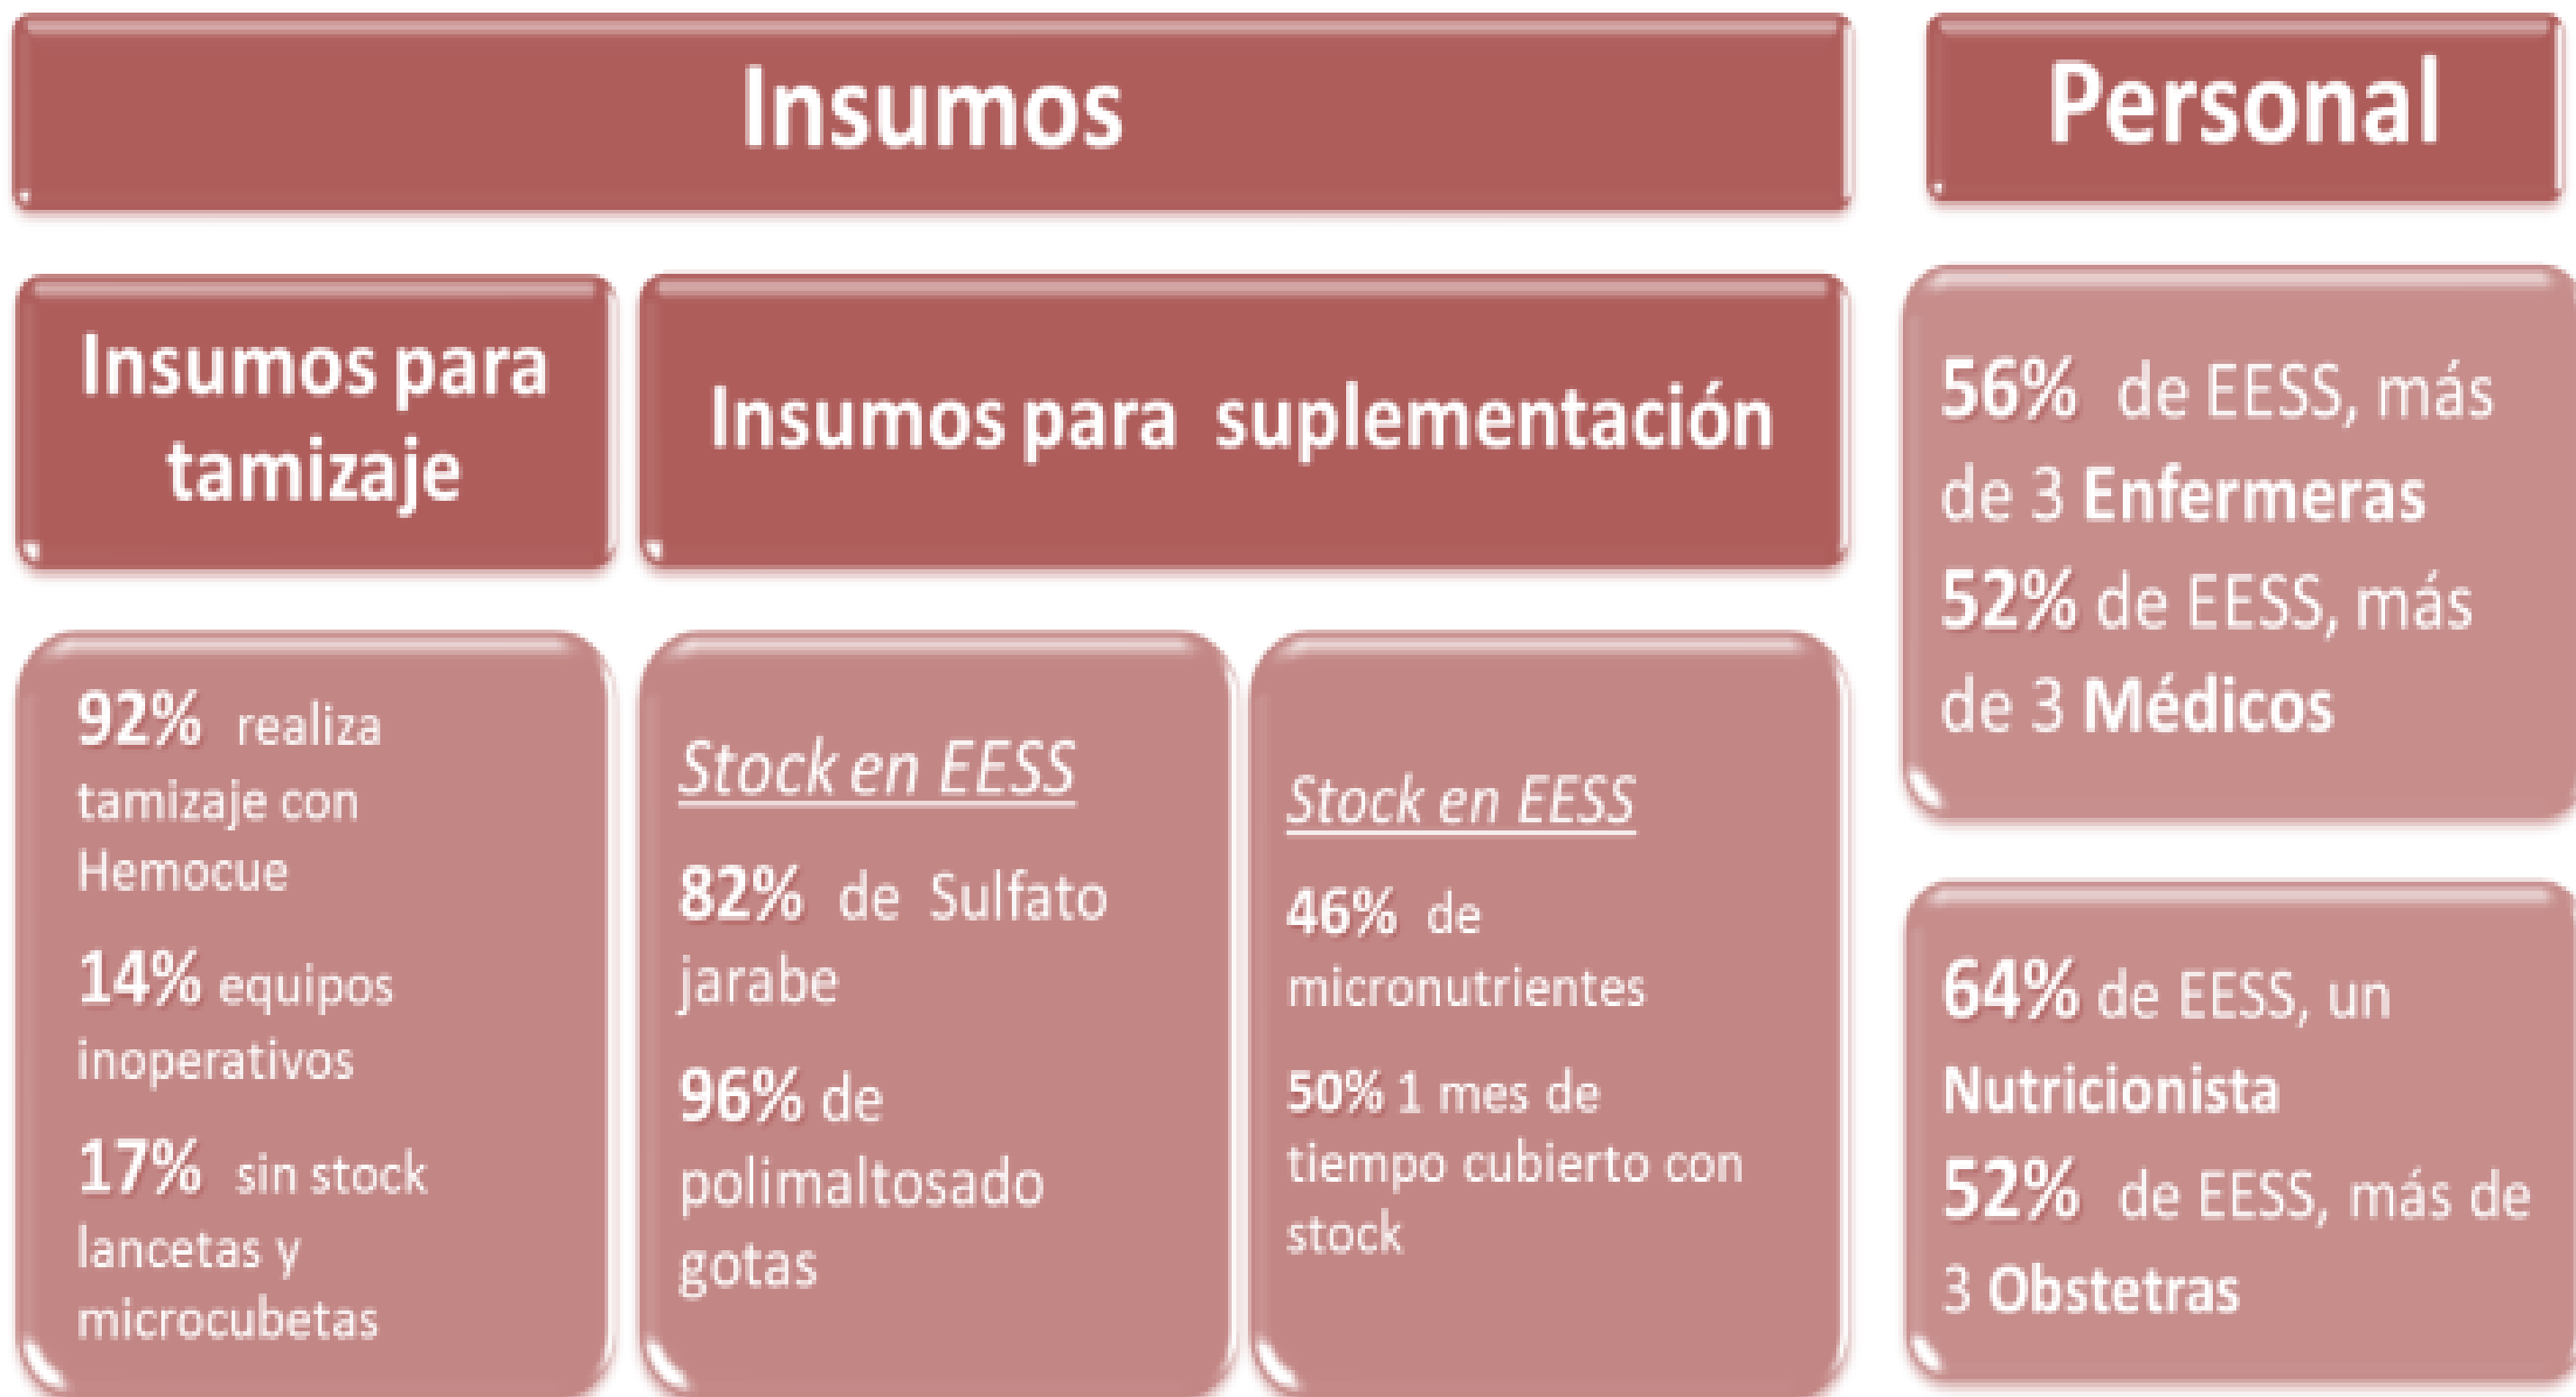 Insumos
Personal
Insumos para
tamizaje
Insumos para suplementación
92% realiza
tamizaje con
Hemocue
14% equipos
inoperativos
17% sin stock
lancetas y
microcubetas
Stock en EESS
82% de Sulfato
jarabe
96% de
polimaltosado
gotas
Stock en EESS
46% de
micronutrientes
50% 1 mes de
tiempo cubierto con
stock
56% de EESS, más
de 3 Enfermeras
52% de EESS, más
de 3 Médicos
64% de EESS, un
Nutricionista
52% de EESS, más de
3 Obstetras